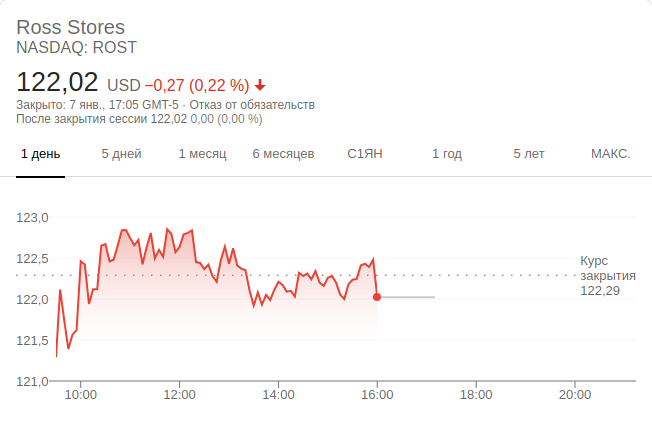 Ross Stores
NASDAQ: ROST
122,02 USD −0,27 (0,22 %)
Закрыто: 7 янв., 17:05 GMT-5 · Отказ от обязательств
После закрытия сессии 122,02 0,00 (0,00 %)
1 день 5 дней 1 месяц 6 месяцев С1ЯН 1 год 5 лет МАКС.
123,0
122,5
Курс
закрытия
122,29
122,0
121,5
121,0
10:00 12:00 14:00 16:00 18:00 20:00